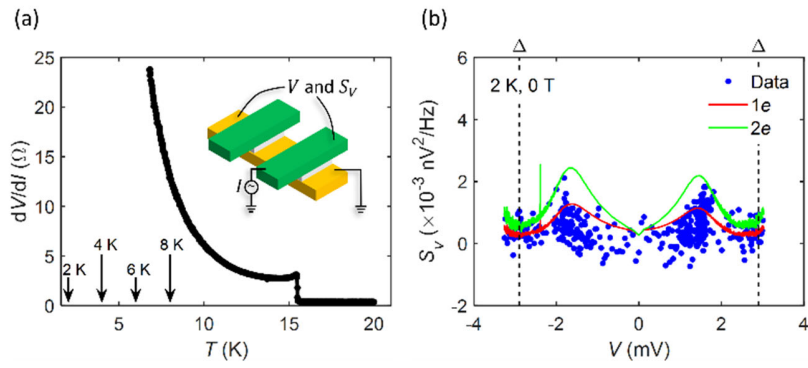 (a)
dV/dI (Ω)
25
20
15
10
5
0
V and S_V
I
2 K
4 K
6 K
8 K
5
10
15
20
T (K)
(b)
Δ
Δ
S_v (×10⁻³ nV²/Hz)
6
4
2
0
-2
2 K, 0 T
Data
1e
2e
-4
-2
0
2
4
V (mV)